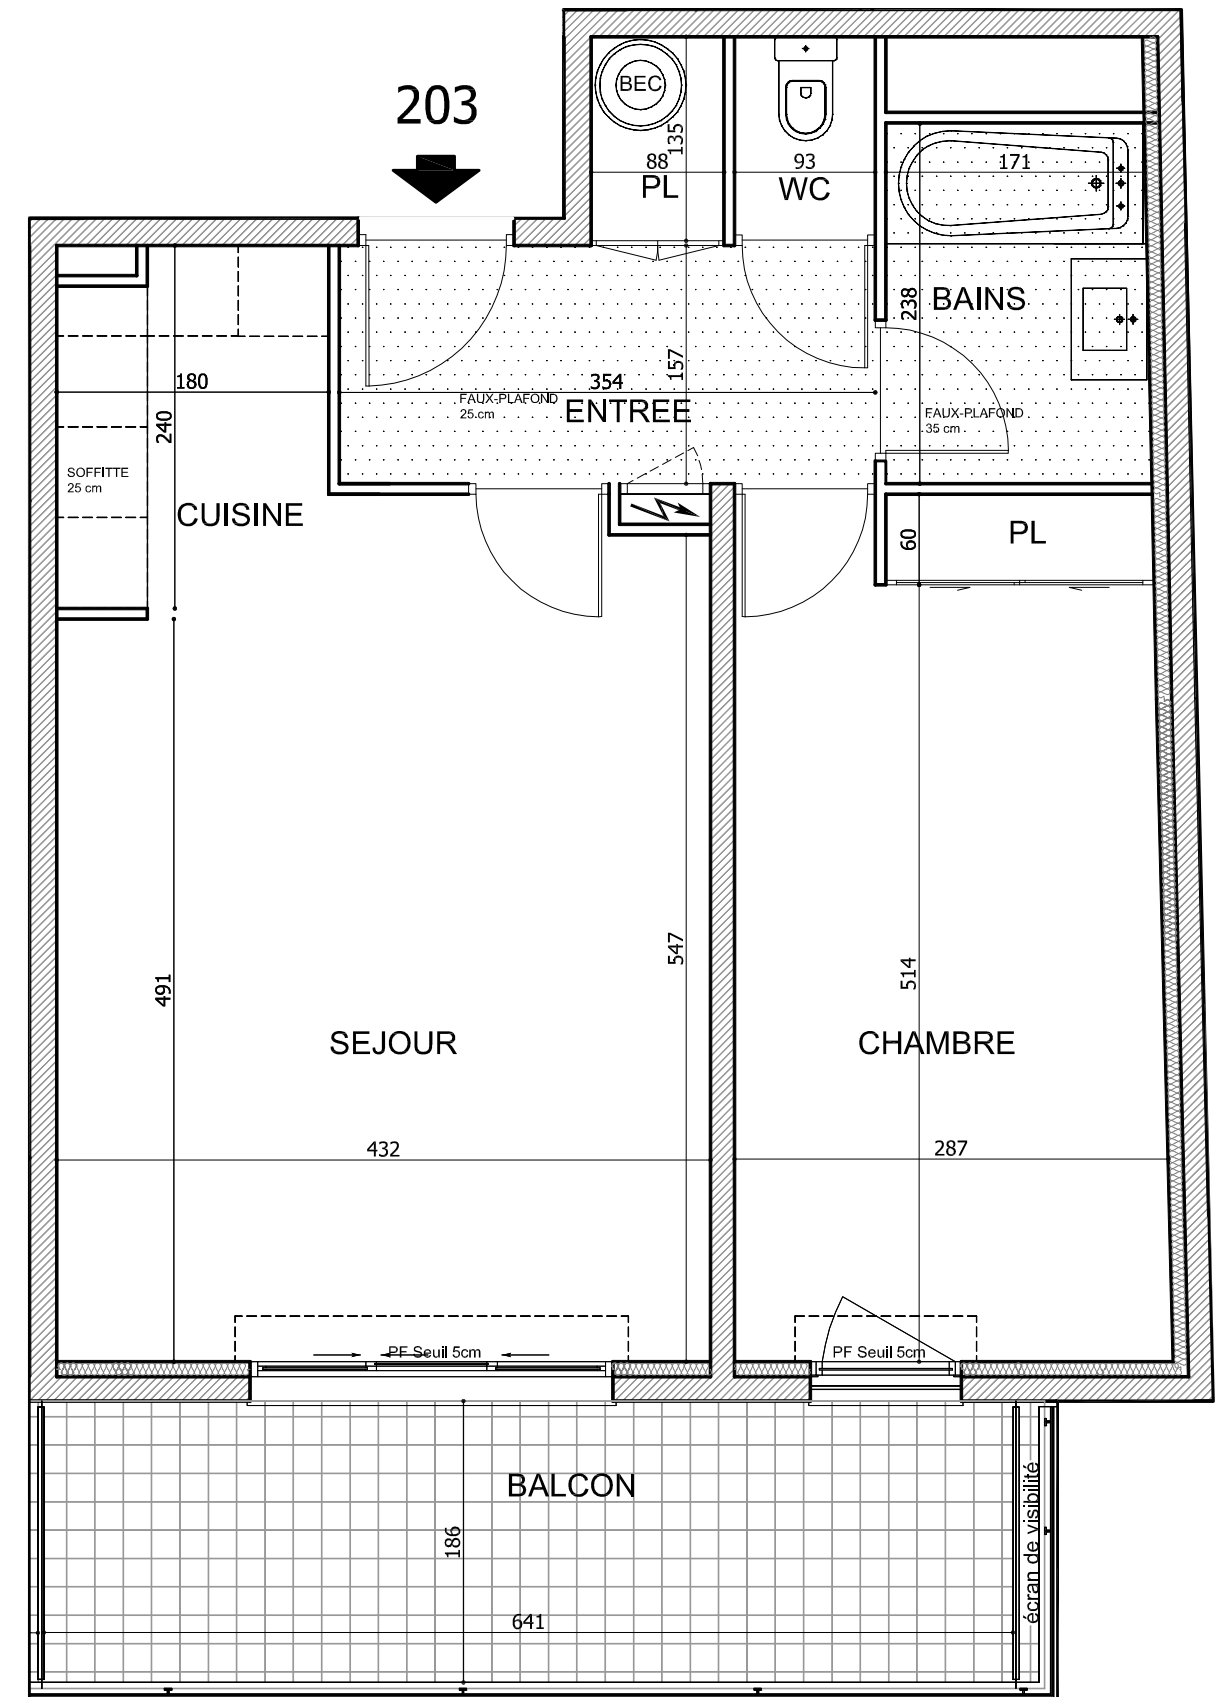 203
BEC
135
88
PL
93
WC
171
238
BAINS
180
240
157
354
FAUX-PLAFOND
25 cm
ENTREE
FAUX-PLAFOND
35 cm
SOFFITTE
25 cm
CUISINE
60
PL
547
491
514
SEJOUR
CHAMBRE
432
287
PF Seuil 5cm
PF Seuil 5cm
BALCON
186
641
écran de visibilité